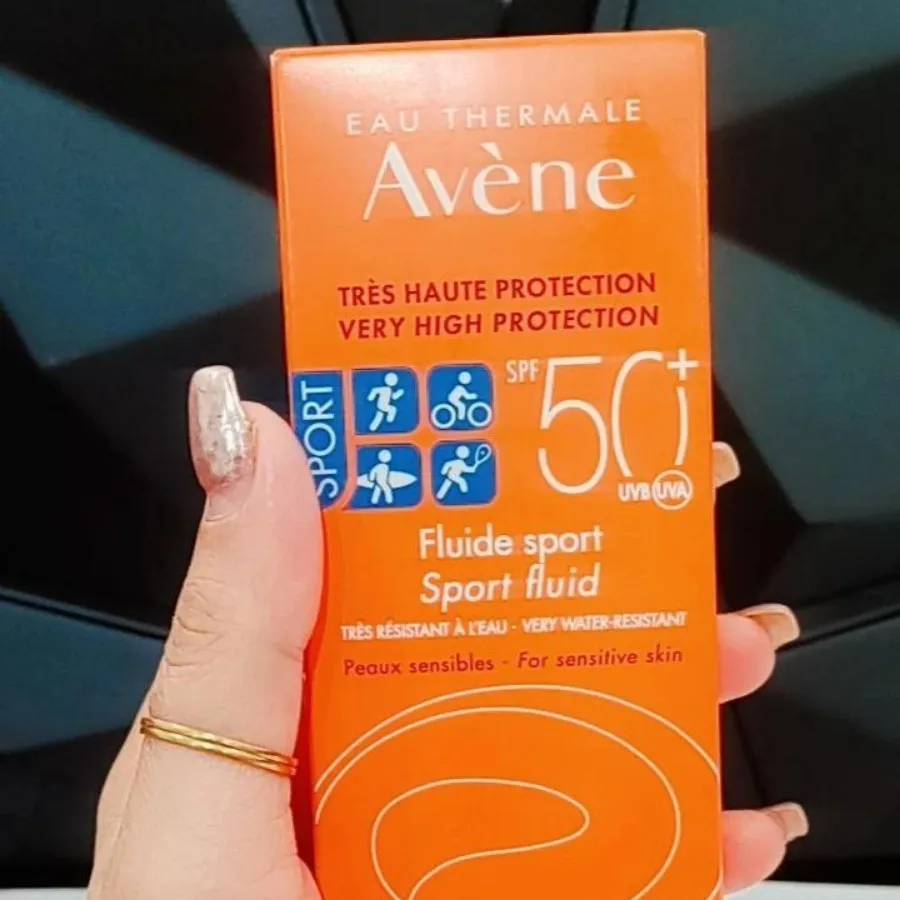 EAU THERMALE
Avène
TRÈS HAUTE PROTECTION
VERY HIGH PROTECTION
SPORT
SPF 50+
UVB UVA
Fluide sport
Sport fluid
TRÈS RÉSISTANT À L'EAU - VERY WATER-RESISTANT
Peaux sensibles - For sensitive skin